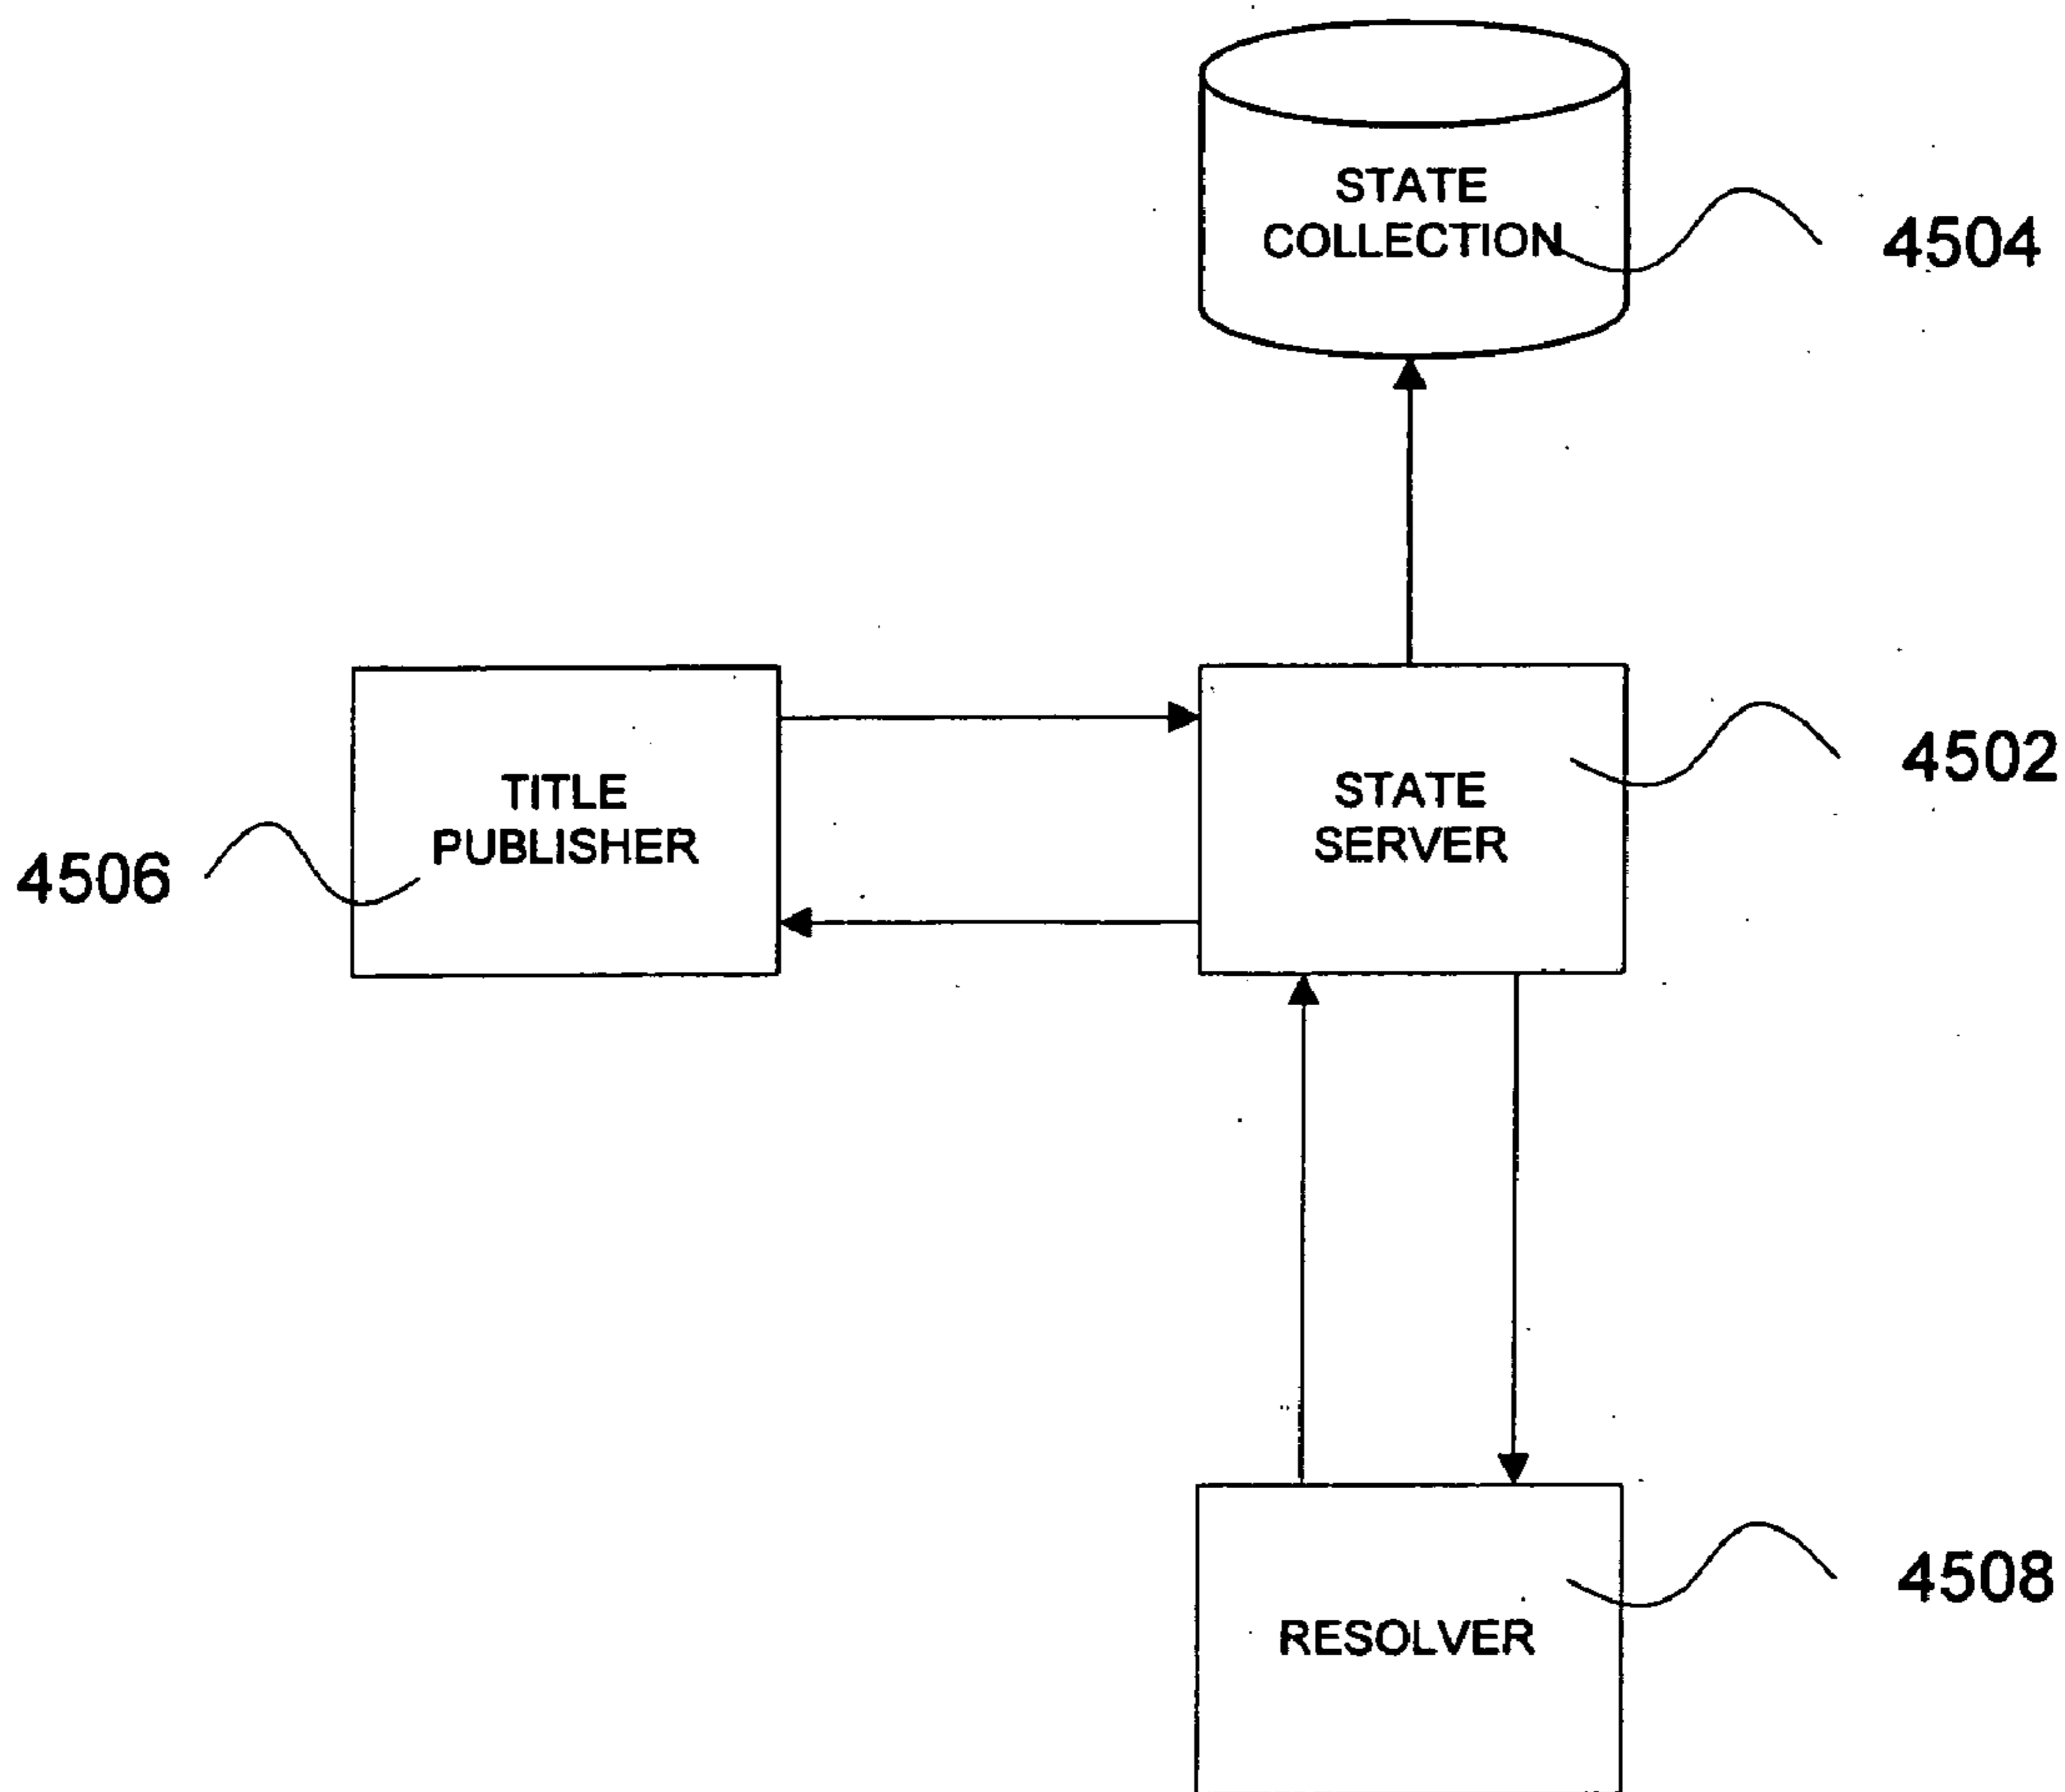 STATE
COLLECTION
4504
TITLE
PUBLISHER
STATE
SERVER
4502
4506
RESOLVER
4508